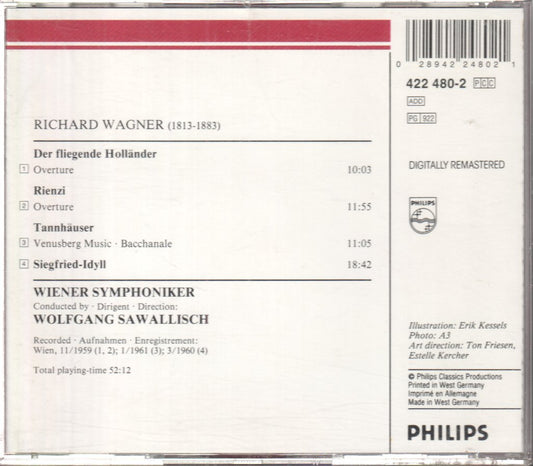 RICHARD WAGNER (1813-1883)
Der fliegende Holländer
1 Overture 10:03
Rienzi
2 Overture 11:55
Tannhäuser
3 Venusberg Music · Bacchanale 11:05
4 Siegfried-Idyll 18:42
WIENER SYMPHONIKER
Conducted by · Dirigent · Direction:
WOLFGANG SAWALLISCH
Recorded · Aufnahmen · Enregistrement:
Wien, 11/1959 (1, 2); 1/1961 (3); 3/1960 (4)
Total playing-time 52:12
0 28942 24802 1
422 480-2 PCC
ADD
PG 922
DIGITALLY REMASTERED
PHILIPS
Illustration: Erik Kessels
Photo: A3
Art direction: Ton Friesen,
Estelle Kercher
℗ Philips Classics Productions
Printed in West Germany
Imprimé en Allemagne
Made in West Germany
PHILIPS